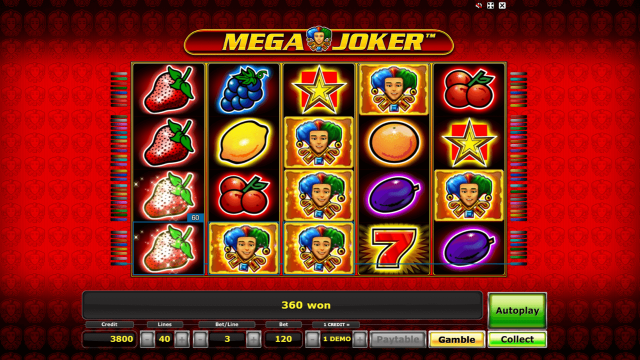 MEGA JOKER™
60
7
360 won
Autoplay
Credit Lines Bet/Line Bet 1 CREDIT =
3800 40 3 120 1 DEMO Paytable Gamble Collect